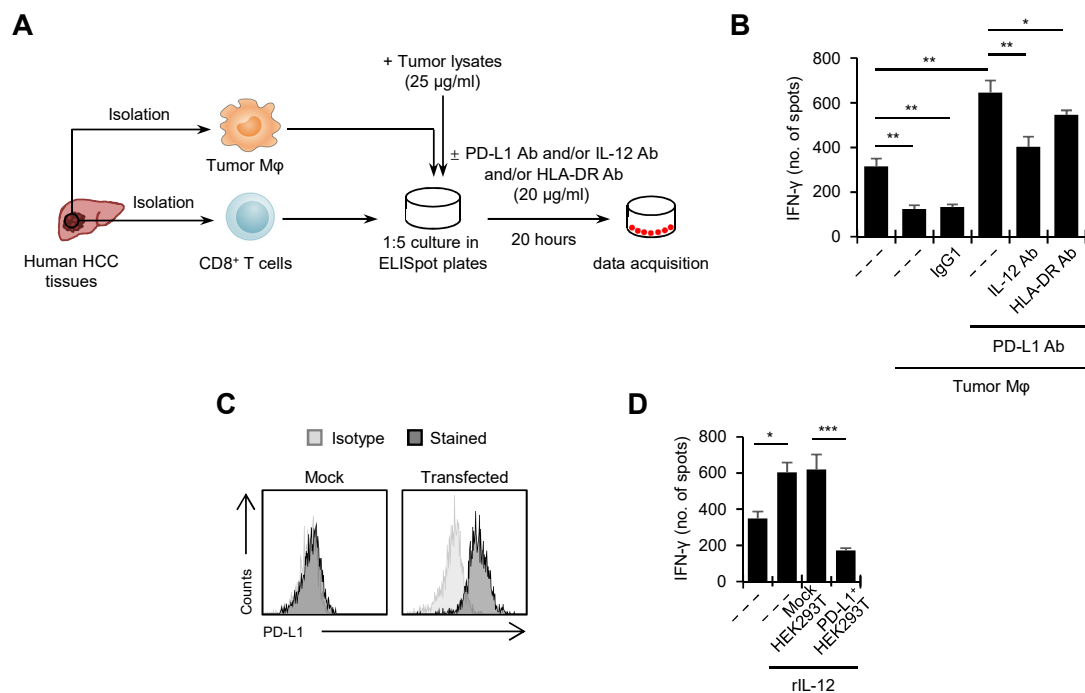 A
+ Tumor lysates
(25 µg/ml)
Isolation
Tumor Mφ
± PD-L1 Ab and/or IL-12 Ab
and/or HLA-DR Ab
(20 µg/ml)
Isolation
Human HCC
tissues
CD8⁺ T cells
1:5 culture in
ELISpot plates
20 hours
data acquisition
B
IFN-γ (no. of spots)
800
600
400
200
0
**
**
**
**
*
- - -
- - -
IgG1
- - -
IL-12 Ab
HLA-DR Ab
PD-L1 Ab
Tumor Mφ
C
Isotype
Stained
Mock
Transfected
Counts
PD-L1
D
IFN-γ (no. of spots)
800
600
400
200
0
*
***
- - -
- - -
Mock
HEK293T
PD-L1⁺
HEK293T
rIL-12